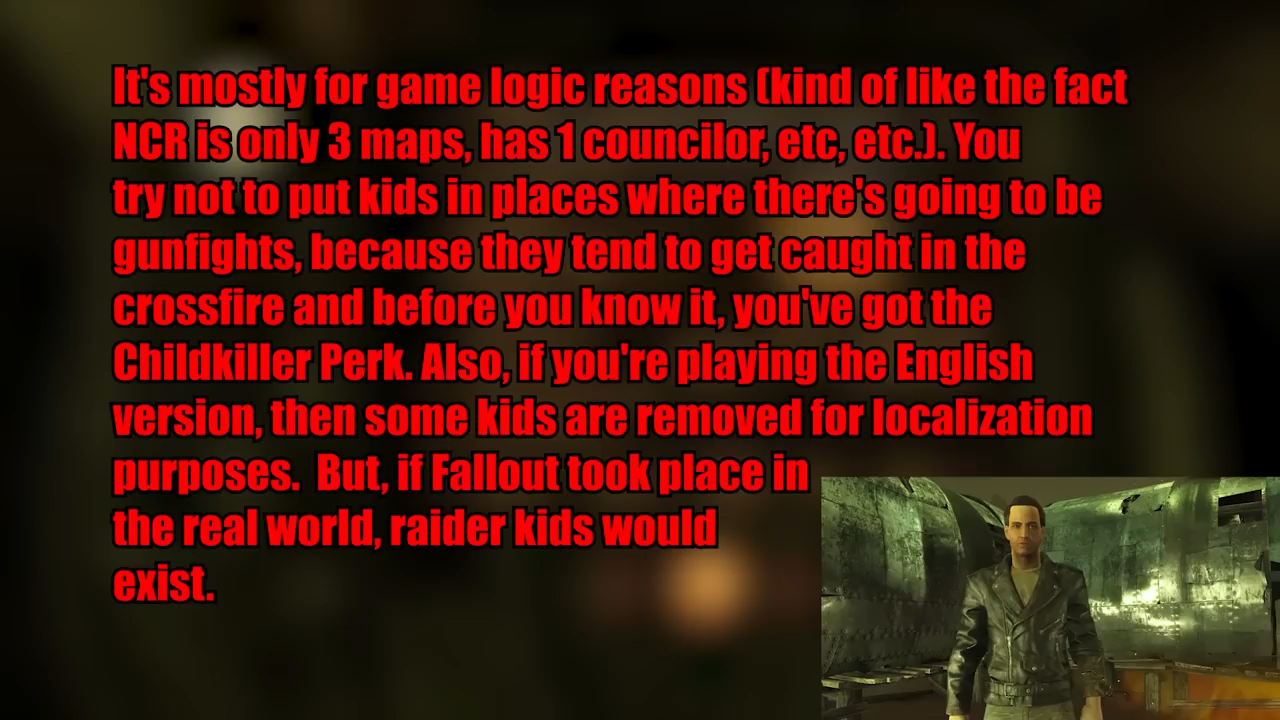 It's mostly for game logic reasons (kind of like the fact
NCR is only 3 maps, has 1 councilor, etc, etc.). You
try not to put kids in places where there's going to be
gunfights, because they tend to get caught in the
crossfire and before you know it, you've got the
Childkiller Perk. Also, if you're playing the English
version, then some kids are removed for localization
purposes.  But, if Fallout took place in
the real world, raider kids would
exist.